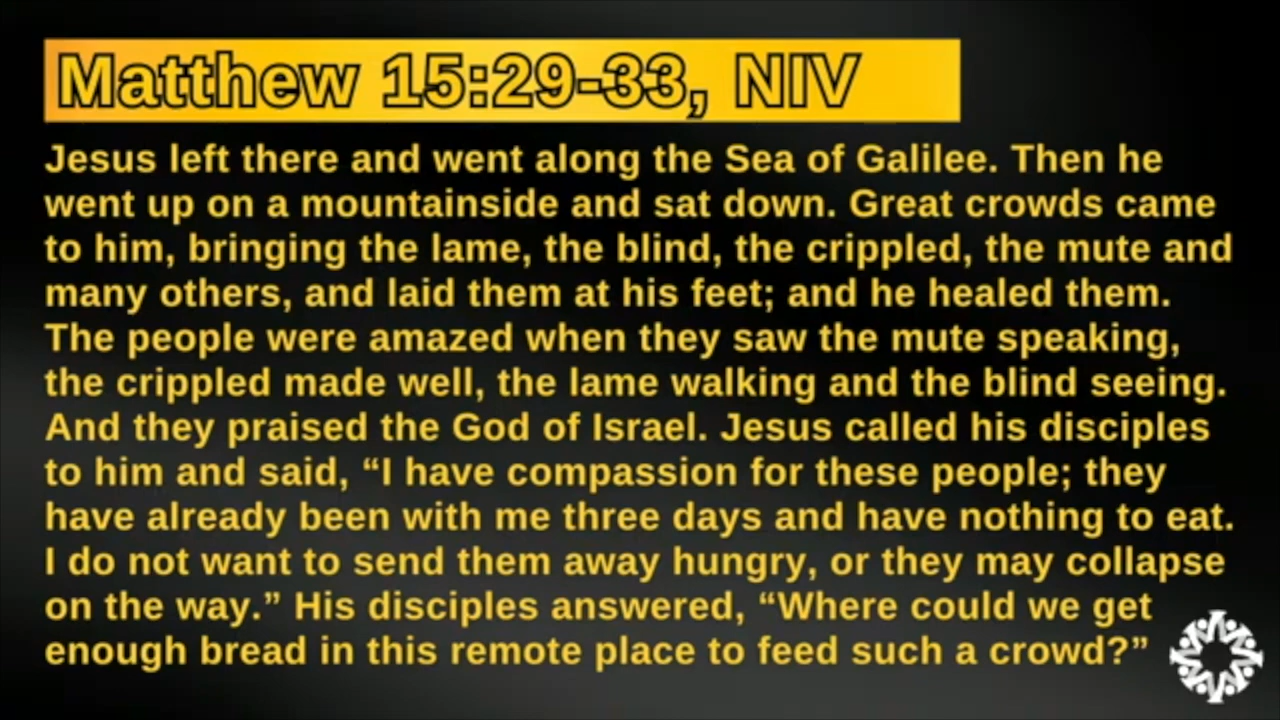 Matthew 15:29-33, NIV
Jesus left there and went along the Sea of Galilee. Then he
went up on a mountainside and sat down. Great crowds came
to him, bringing the lame, the blind, the crippled, the mute and
many others, and laid them at his feet; and he healed them.
The people were amazed when they saw the mute speaking,
the crippled made well, the lame walking and the blind seeing.
And they praised the God of Israel. Jesus called his disciples
to him and said, “I have compassion for these people; they
have already been with me three days and have nothing to eat.
I do not want to send them away hungry, or they may collapse
on the way.” His disciples answered, “Where could we get
enough bread in this remote place to feed such a crowd?”